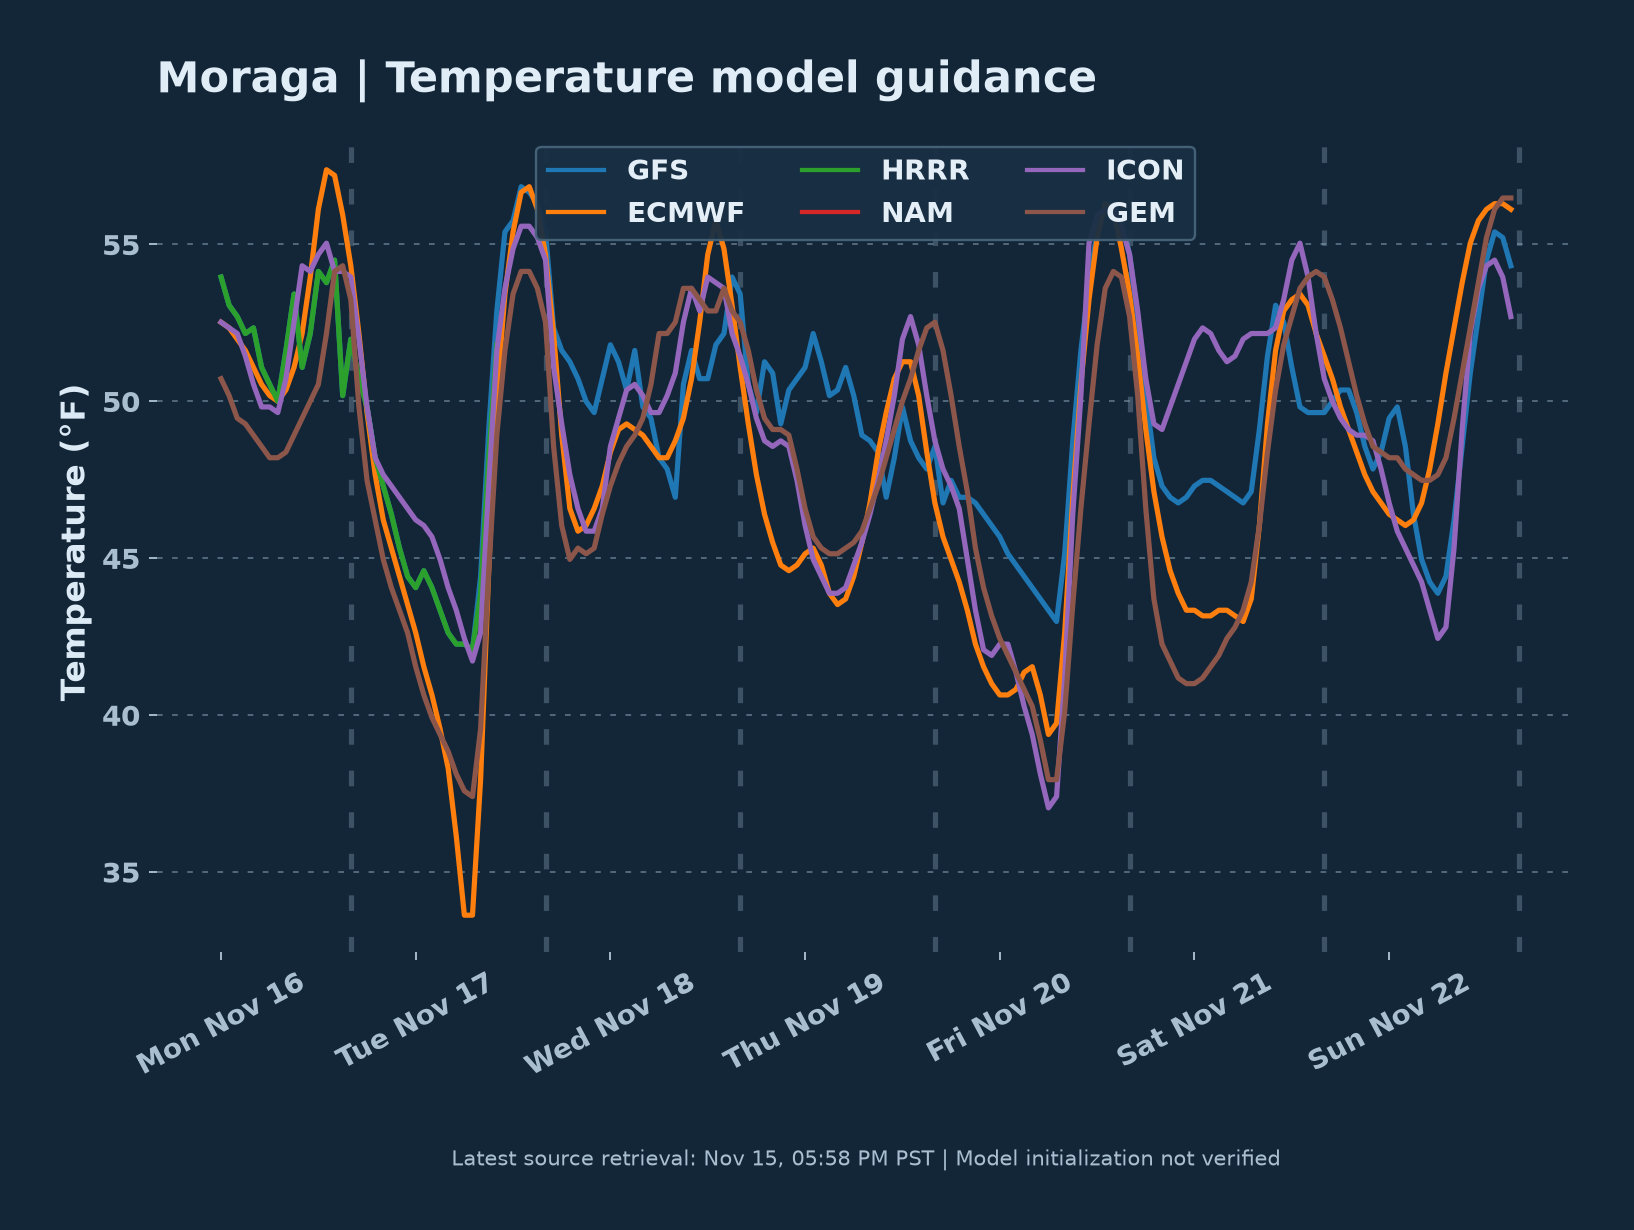 Moraga | Temperature model guidance
GFS HRRR ICON
ECMWF NAM GEM
Temperature (°F)
55
50
45
40
35
Mon Nov 16
Tue Nov 17
Wed Nov 18
Thu Nov 19
Fri Nov 20
Sat Nov 21
Sun Nov 22
Latest source retrieval: Nov 15, 05:58 PM PST | Model initialization not verified